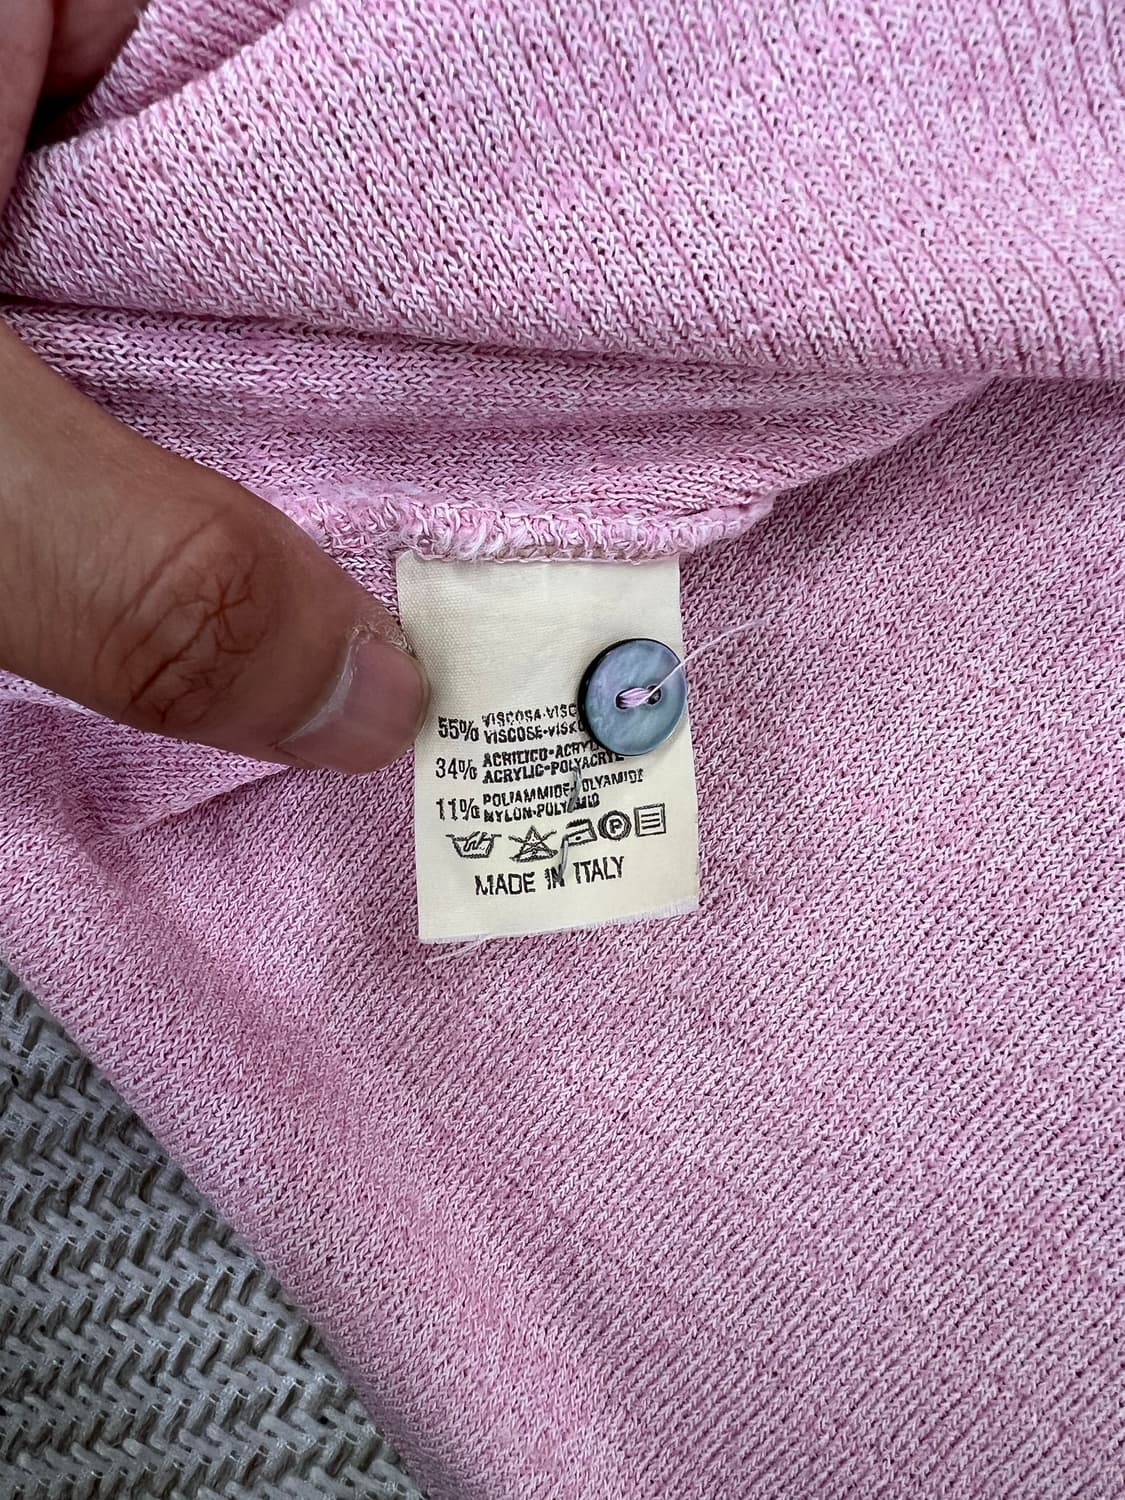 55% VISCOSA-VISC
VISCOSE-VISKO
34% ACRILICO-ACRYL
ACRYLIC-POLYACRYL
11% POLIAMMIDE-POLYAMIDE
NYLON-POLYAMID
P
MADE IN ITALY